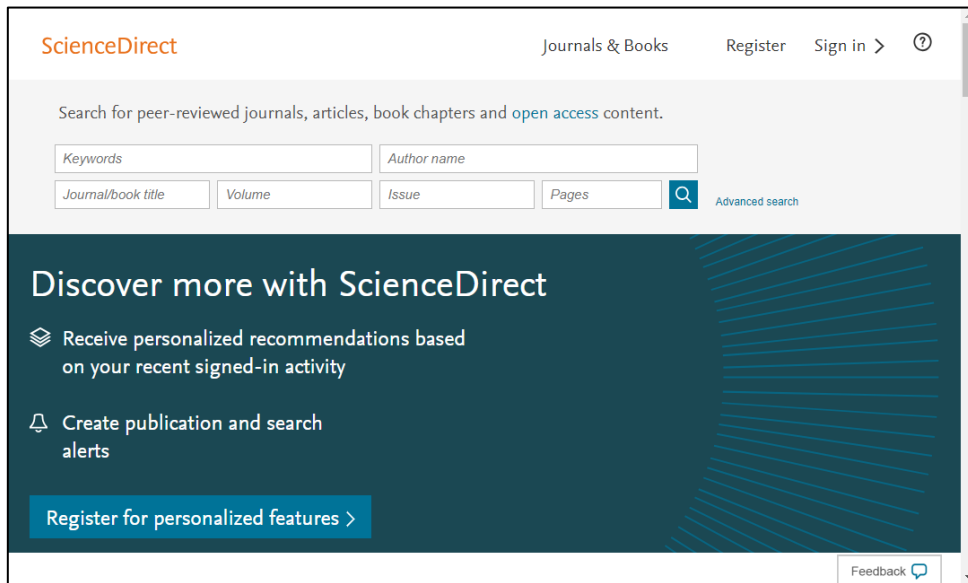 ScienceDirect
Journals & Books
Register
Sign in
Search for peer-reviewed journals, articles, book chapters and open access content.
Keywords
Author name
Journal/book title
Volume
Issue
Pages
Advanced search
Discover more with ScienceDirect
Receive personalized recommendations based
on your recent signed-in activity
Create publication and search
alerts
Register for personalized features >
Feedback